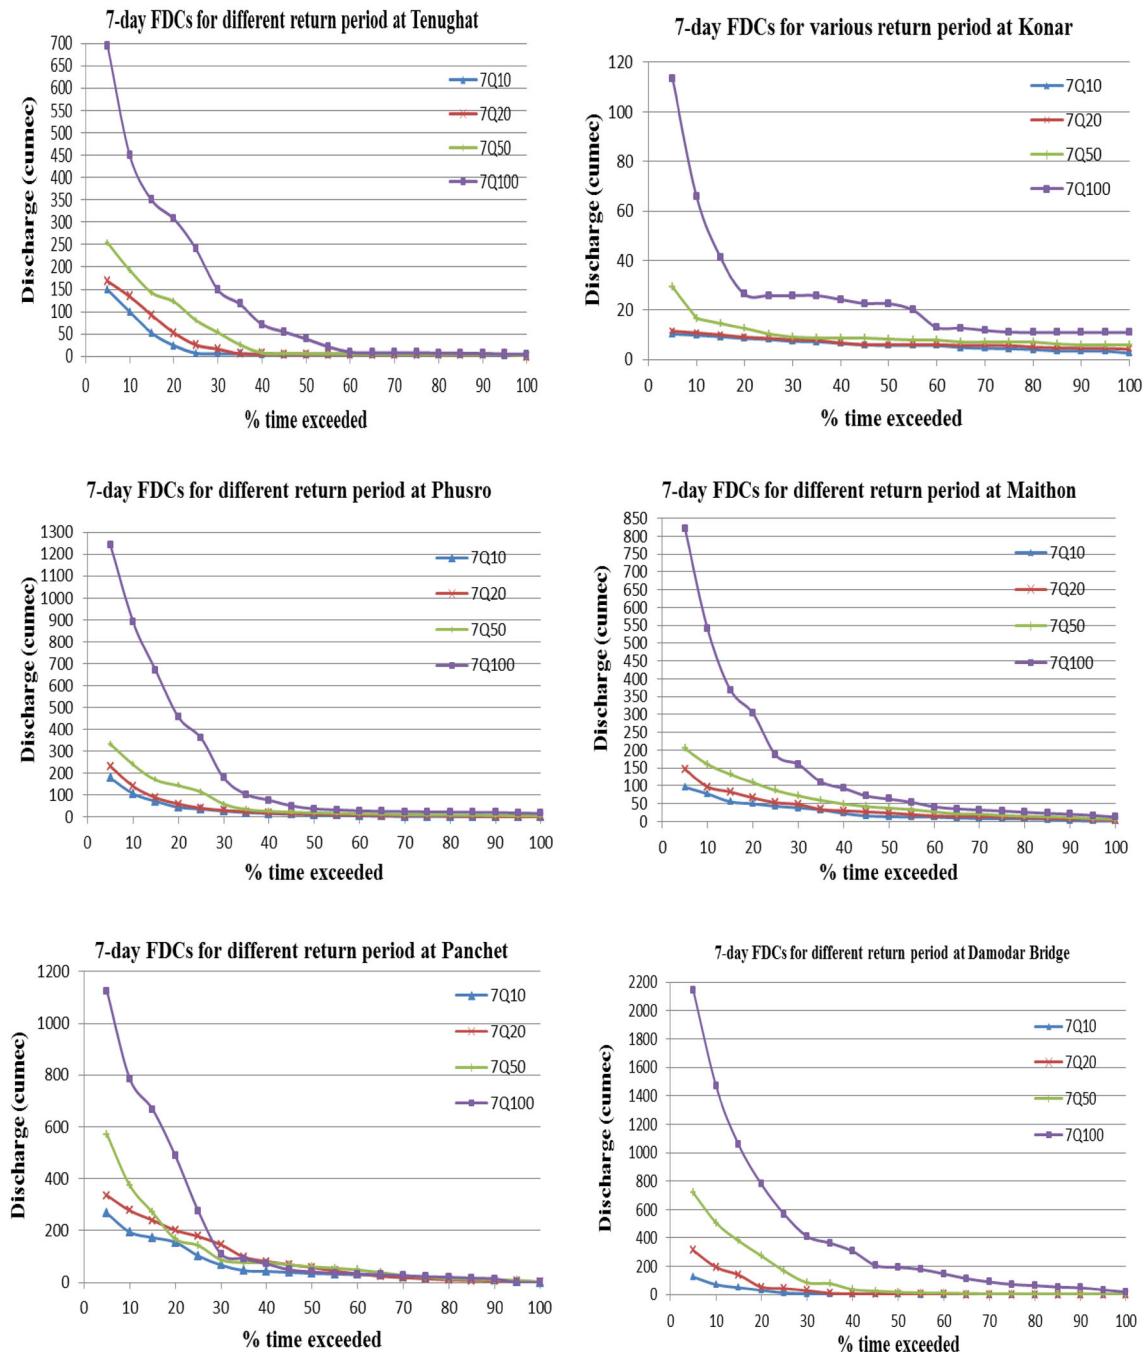 7-day FDCs for different return period at Tenughat
Discharge (cumec)
700
650
600
550
500
450
400
350
300
250
200
150
100
50
0
7Q10
7Q20
7Q50
7Q100
0 10 20 30 40 50 60 70 80 90 100
% time exceeded
7-day FDCs for various return period at Konar
Discharge (cumec)
120
100
80
60
40
20
0
7Q10
7Q20
7Q50
7Q100
0 10 20 30 40 50 60 70 80 90 100
% time exceeded
7-day FDCs for different return period at Phusro
Discharge (cumec)
1300
1200
1100
1000
900
800
700
600
500
400
300
200
100
0
7Q10
7Q20
7Q50
7Q100
0 10 20 30 40 50 60 70 80 90 100
% time exceeded
7-day FDCs for different return period at Maithon
Discharge (cumec)
850
800
750
700
650
600
550
500
450
400
350
300
250
200
150
100
50
0
7Q10
7Q20
7Q50
7Q100
0 10 20 30 40 50 60 70 80 90 100
% time exceeded
7-day FDCs for different return period at Panchet
Discharge (cumec)
1200
1000
800
600
400
200
0
7Q10
7Q20
7Q50
7Q100
0 10 20 30 40 50 60 70 80 90 100
% time exceeded
7-day FDCs for different return period at Damodar Bridge
Discharge (cumec)
2200
2000
1800
1600
1400
1200
1000
800
600
400
200
0
7Q10
7Q20
7Q50
7Q100
0 10 20 30 40 50 60 70 80 90 100
% time exceeded